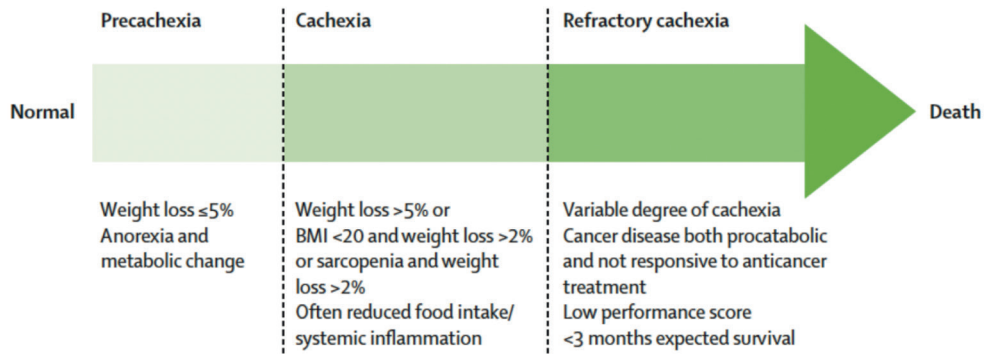 Precachexia
Cachexia
Refractory cachexia
Normal
Death
Weight loss ≤5%
Anorexia and
metabolic change
Weight loss >5% or
BMI <20 and weight loss >2%
or sarcopenia and weight
loss >2%
Often reduced food intake/
systemic inflammation
Variable degree of cachexia
Cancer disease both procatabolic
and not responsive to anticancer
treatment
Low performance score
<3 months expected survival